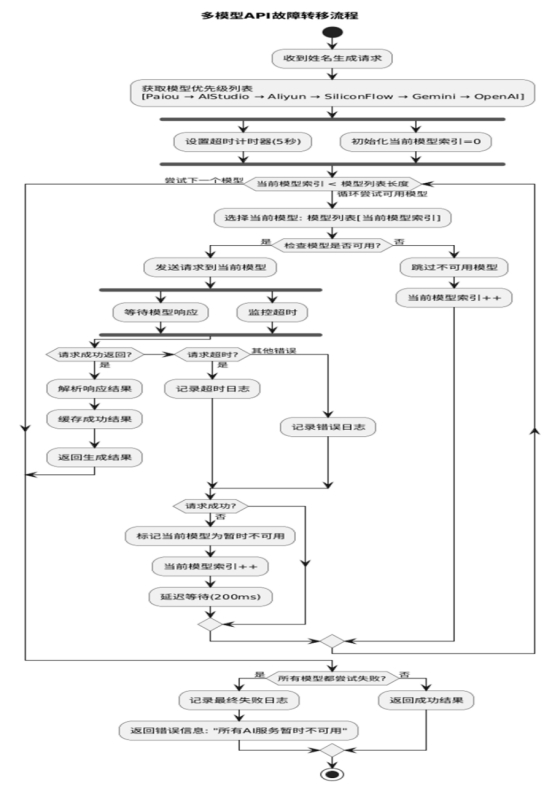 多模型API故障转移流程
收到姓名生成请求
获取模型优先级列表
[Paiou → AIStudio → Aliyun → SiliconFlow → Gemini → OpenAI]
设置超时计时器(5秒)
初始化当前模型索引=0
尝试下一个模型
当前模型索引 < 模型列表长度
循环尝试可用模型
选择当前模型: 模型列表[当前模型索引]
是
检查模型是否可用?
否
发送请求到当前模型
跳过不可用模型
当前模型索引++
等待模型响应
监控超时
请求成功返回?
请求超时?
其他错误
是
是
解析响应结果
记录超时日志
缓存成功结果
记录错误日志
返回生成结果
请求成功?
否
标记当前模型为暂时不可用
当前模型索引++
延迟等待(200ms)
是
所有模型都尝试失败?
否
记录最终失败日志
返回成功结果
返回错误信息: "所有AI服务暂时不可用"